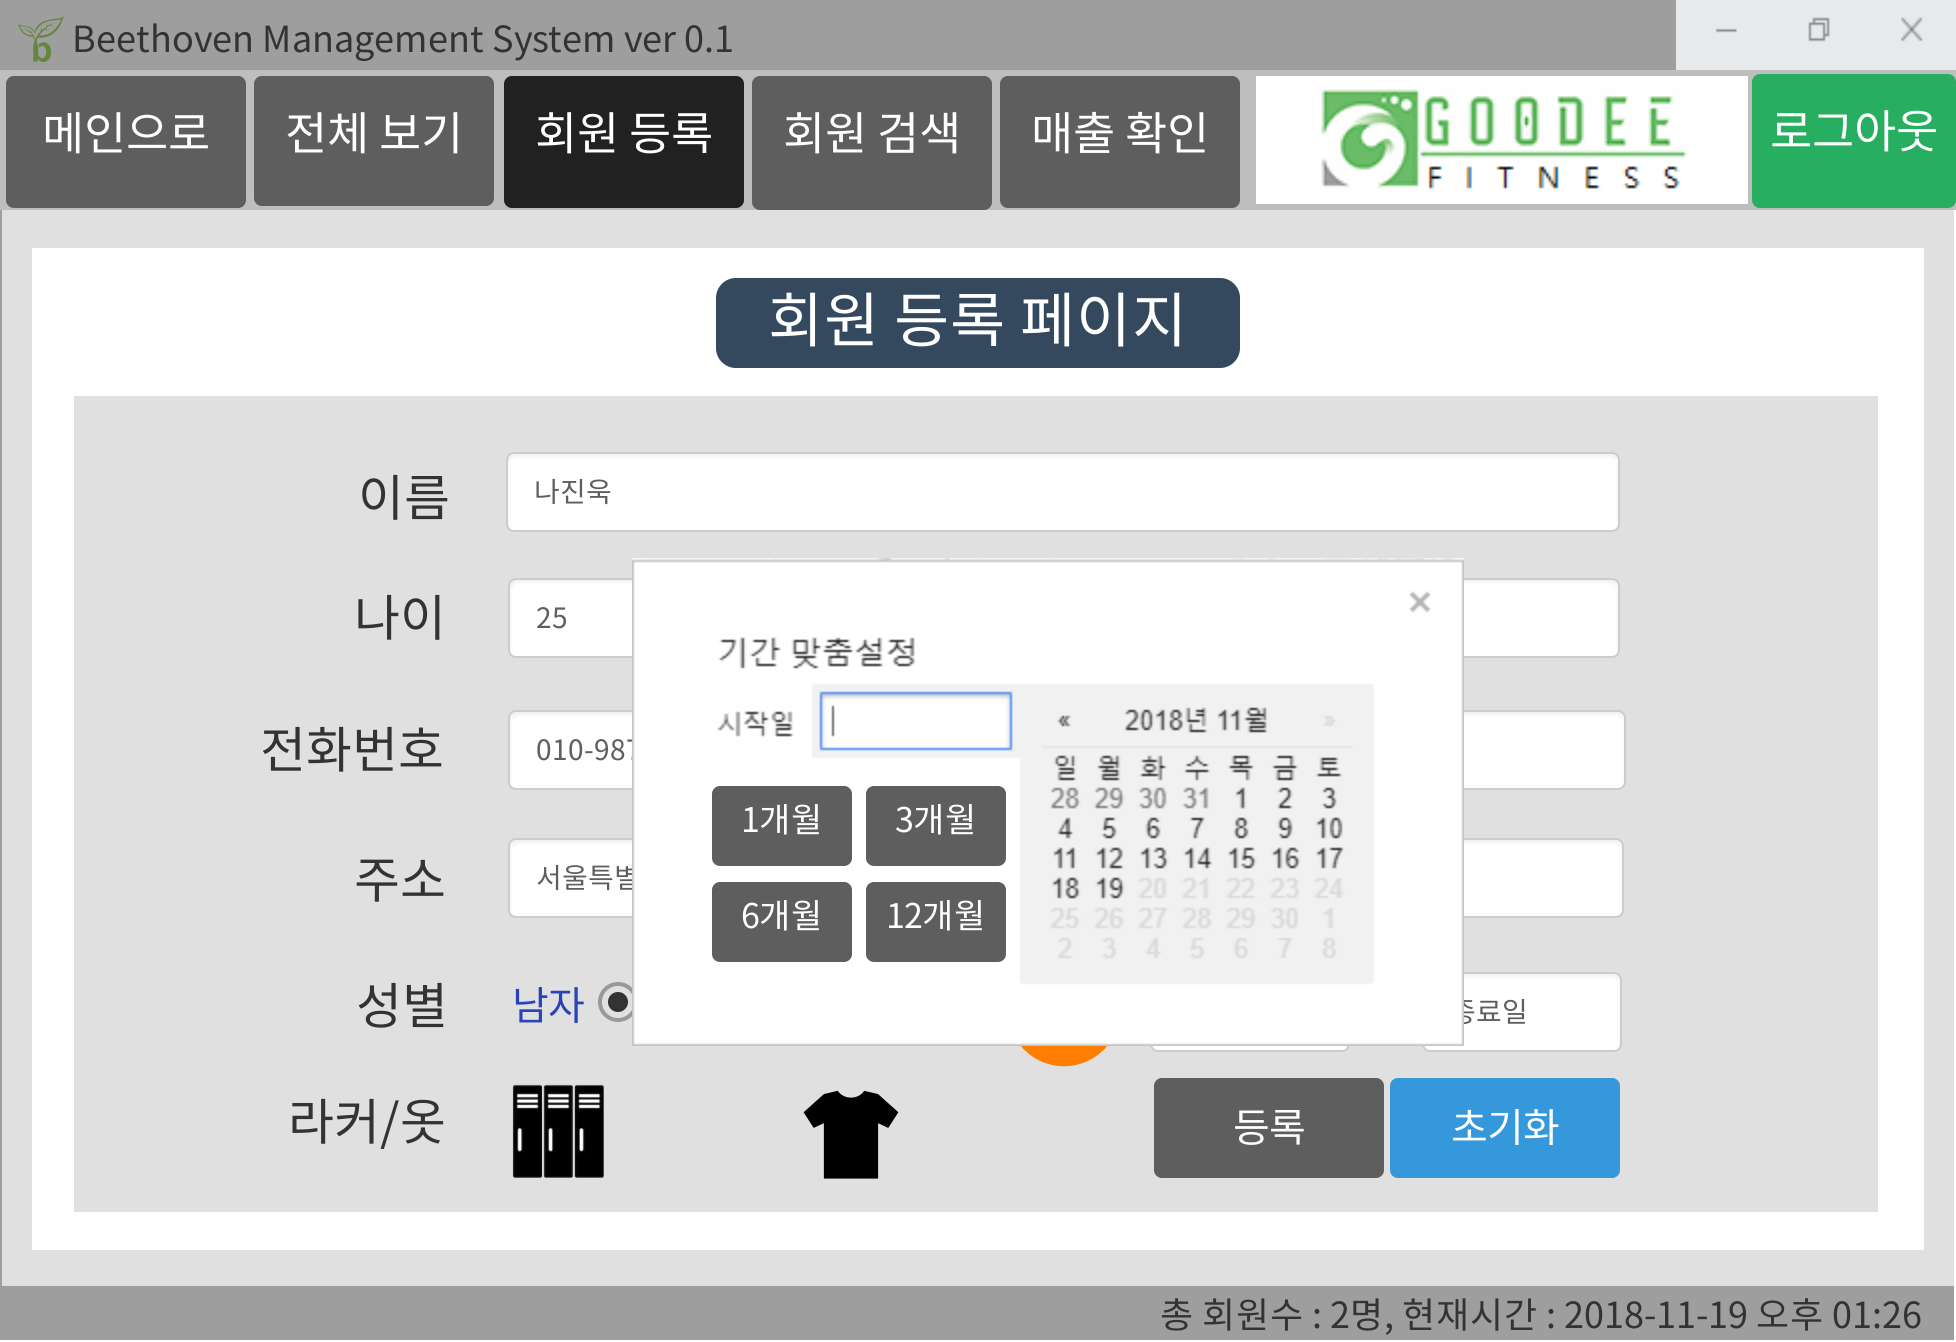 Beethoven Management System ver 0.1
메인으로 전체 보기 회원 등록 회원 검색 매출 확인 GOODEE FITNESS 로그아웃
회원 등록 페이지
이름 나진욱
나이 25
전화번호 010-987
주소 서울특별
성별 남자
종료일
×
기간 맞춤설정
시작일
1개월 3개월
6개월 12개월
« 2018년 11월 »
일 월 화 수 목 금 토
28 29 30 31 1 2 3
4 5 6 7 8 9 10
11 12 13 14 15 16 17
18 19 20 21 22 23 24
25 26 27 28 29 30 1
2 3 4 5 6 7 8
라커/옷 등록 초기화
총 회원수 : 2명, 현재시간 : 2018-11-19 오후 01:26